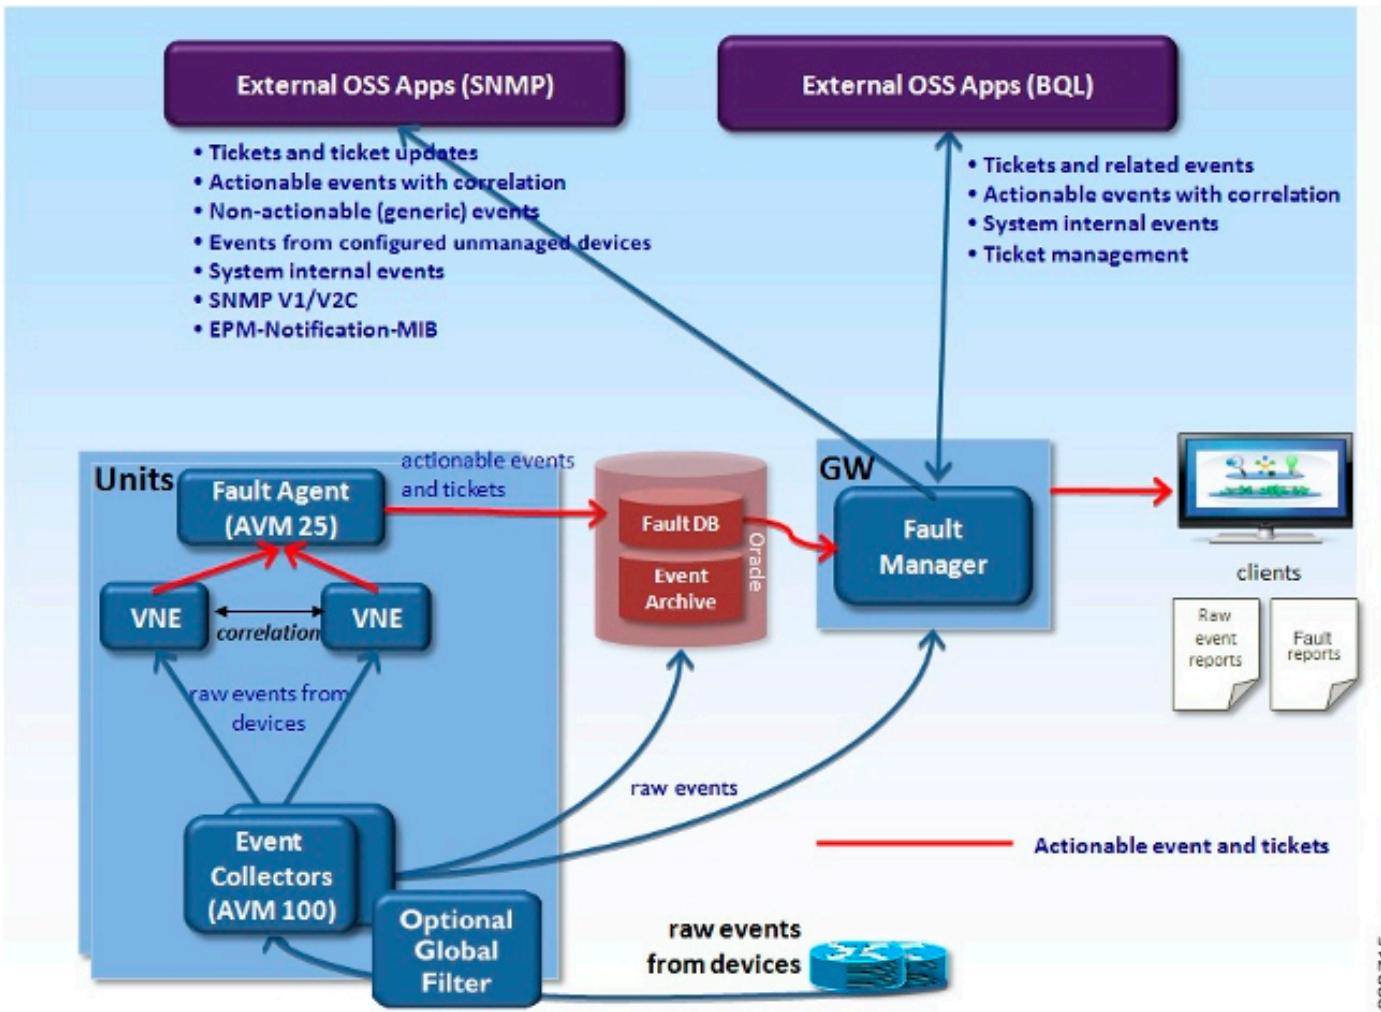 External OSS Apps (SNMP)
External OSS Apps (BQL)
• Tickets and ticket updates
• Actionable events with correlation
• Non-actionable (generic) events
• Events from configured unmanaged devices
• System internal events
• SNMP V1/V2C
• EPM-Notification-MIB
• Tickets and related events
• Actionable events with correlation
• System internal events
• Ticket management
Units
Fault Agent
(AVM 25)
actionable events
and tickets
VNE
VNE
correlation
raw events from
devices
Event
Collectors
(AVM 100)
Optional
Global
Filter
Fault DB
Event
Archive
Oracle
GW
Fault
Manager
clients
Raw
event
reports
Fault
reports
raw events
Actionable event and tickets
raw events
from devices